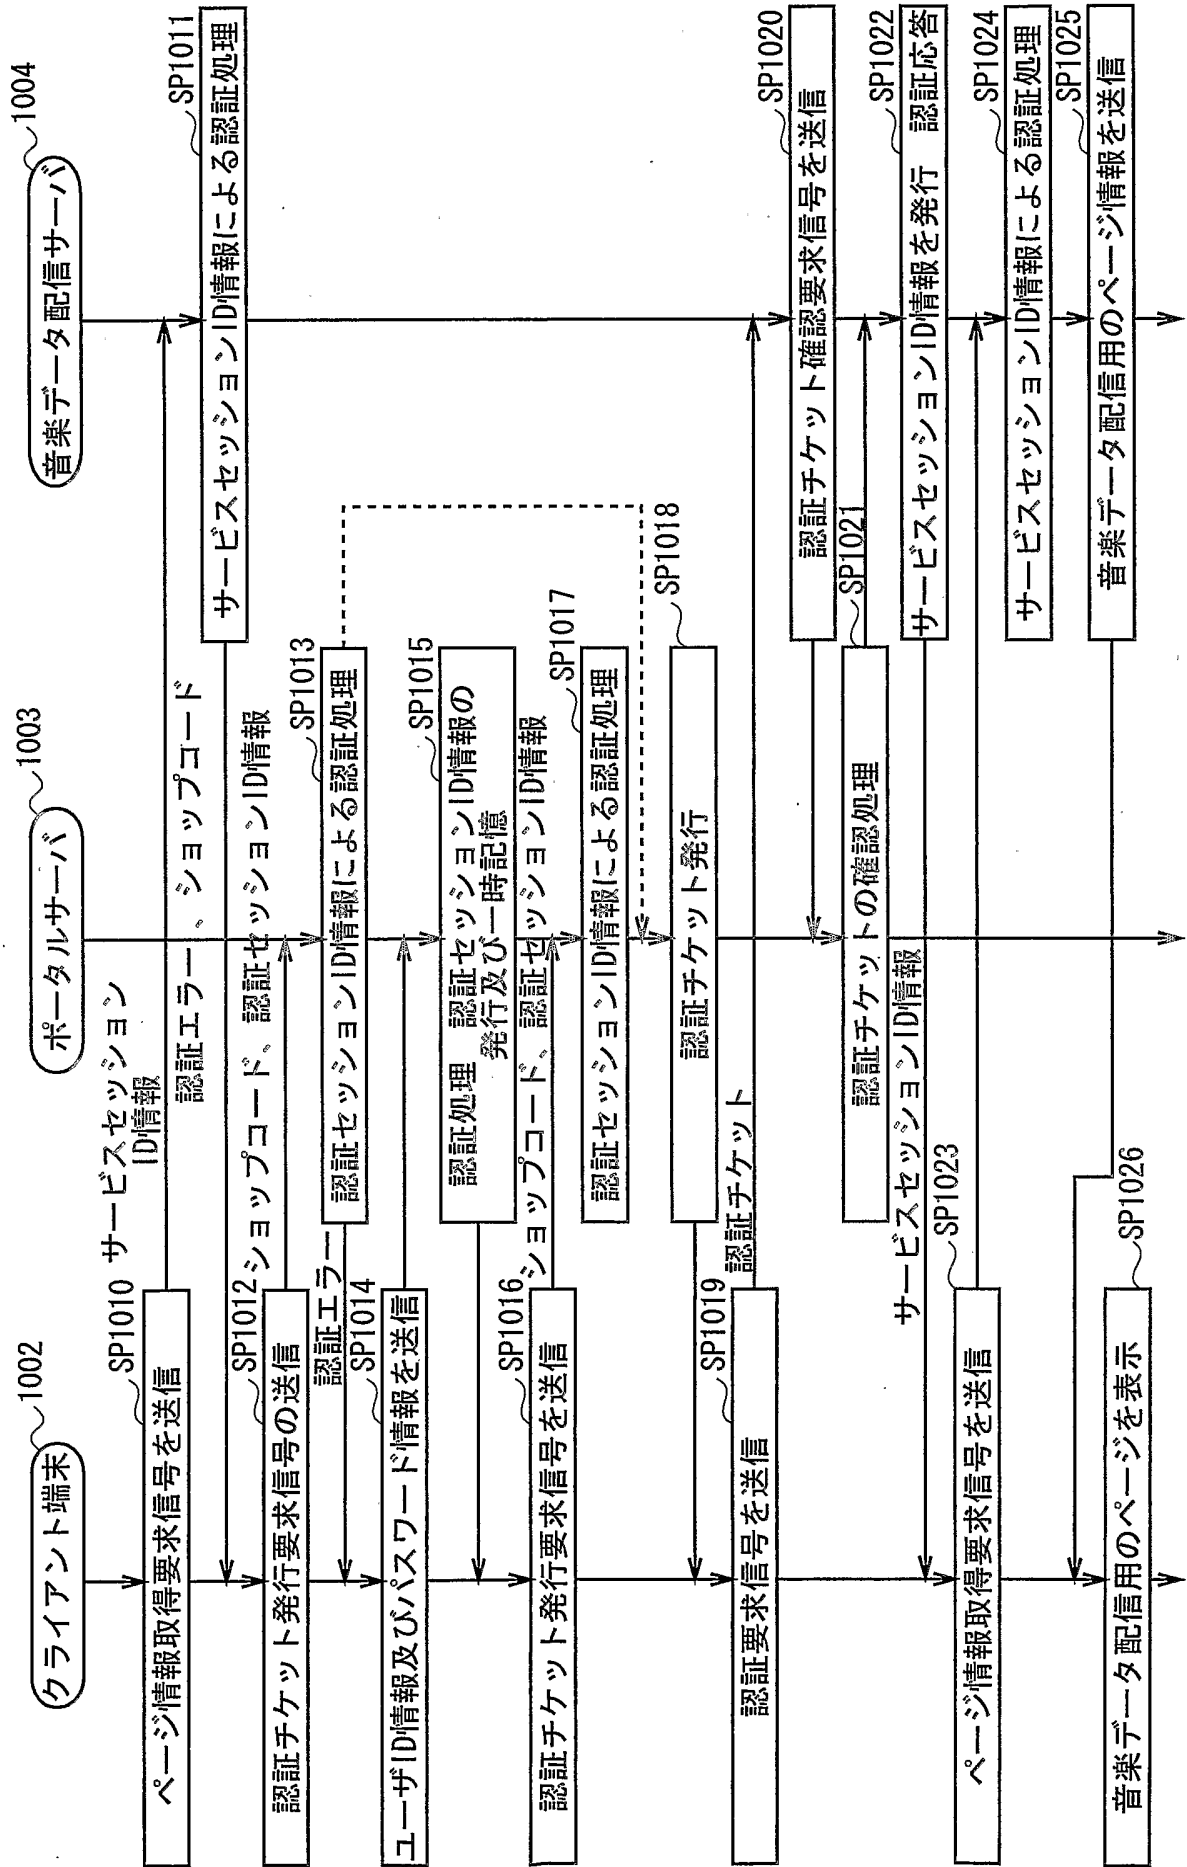 クライアント端末
1002
ポータルサーバ
1003
音楽データ配信サーバ
1004
SP1010
ページ情報取得要求信号を送信
サービスセッション
ID情報
SP1011
サービスセッションID情報による認証処理
認証エラー、ショップコード
SP1012
認証チケット発行要求信号の送信
ショップコード、認証セッションID情報
SP1013
認証セッションID情報による認証処理
認証エラー
SP1014
ユーザID情報及びパスワード情報を送信
SP1015
認証処理 認証セッションID情報の
発行及び一時記憶
SP1016
認証チケット発行要求信号を送信
ショップコード、認証セッションID情報
SP1017
認証セッションID情報による認証処理
SP1018
認証チケット発行
SP1019
認証要求信号を送信
認証チケット
SP1020
認証チケット確認要求信号を送信
SP1021
認証チケットの確認処理
SP1022
サービスセッションID情報を発行 認証応答
サービスセッションID情報
SP1023
ページ情報取得要求信号を送信
SP1024
サービスセッションID情報による認証処理
SP1025
音楽データ配信用のページ情報を送信
SP1026
音楽データ配信用のページを表示